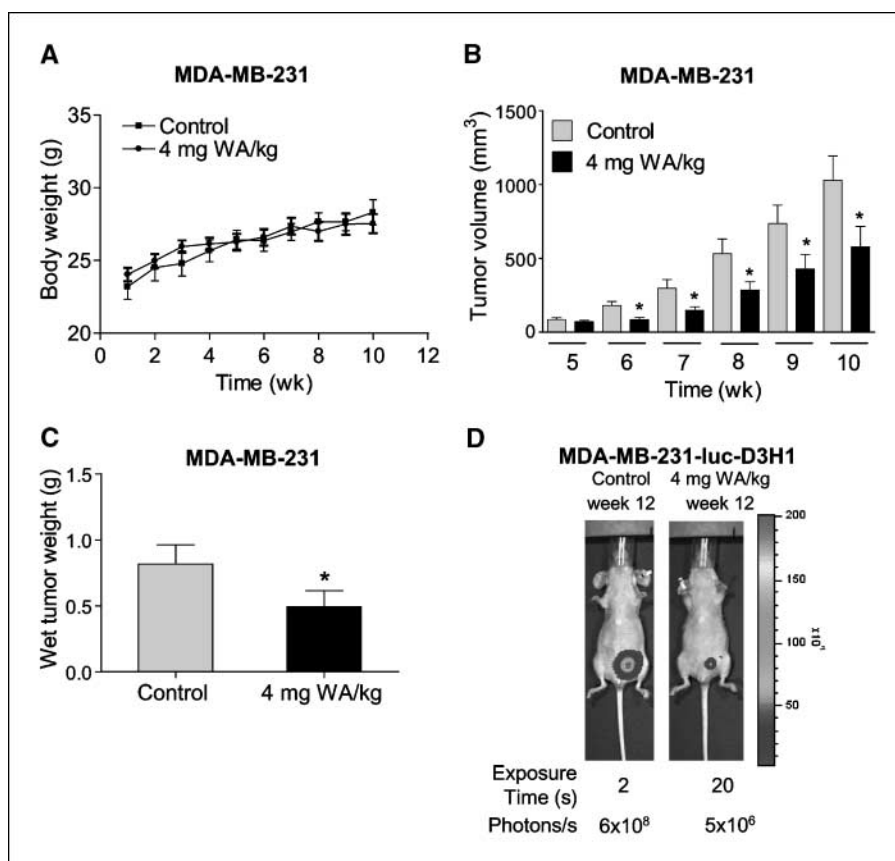 A
MDA-MB-231
Body weight (g)
35
30
25
20
Control
4 mg WA/kg
0 2 4 6 8 10 12
Time (wk)
B
MDA-MB-231
Tumor volume (mm³)
1500
1000
500
0
Control
4 mg WA/kg
*
*
*
*
*
5 6 7 8 9 10
Time (wk)
C
MDA-MB-231
Wet tumor weight (g)
1.5
1.0
0.5
0.0
*
Control 4 mg WA/kg
D
MDA-MB-231-luc-D3H1
Control 4 mg WA/kg
week 12 week 12
200
150
100
50
Exposure
Time (s) 2 20
Photons/s 6x10⁸ 5x10⁶